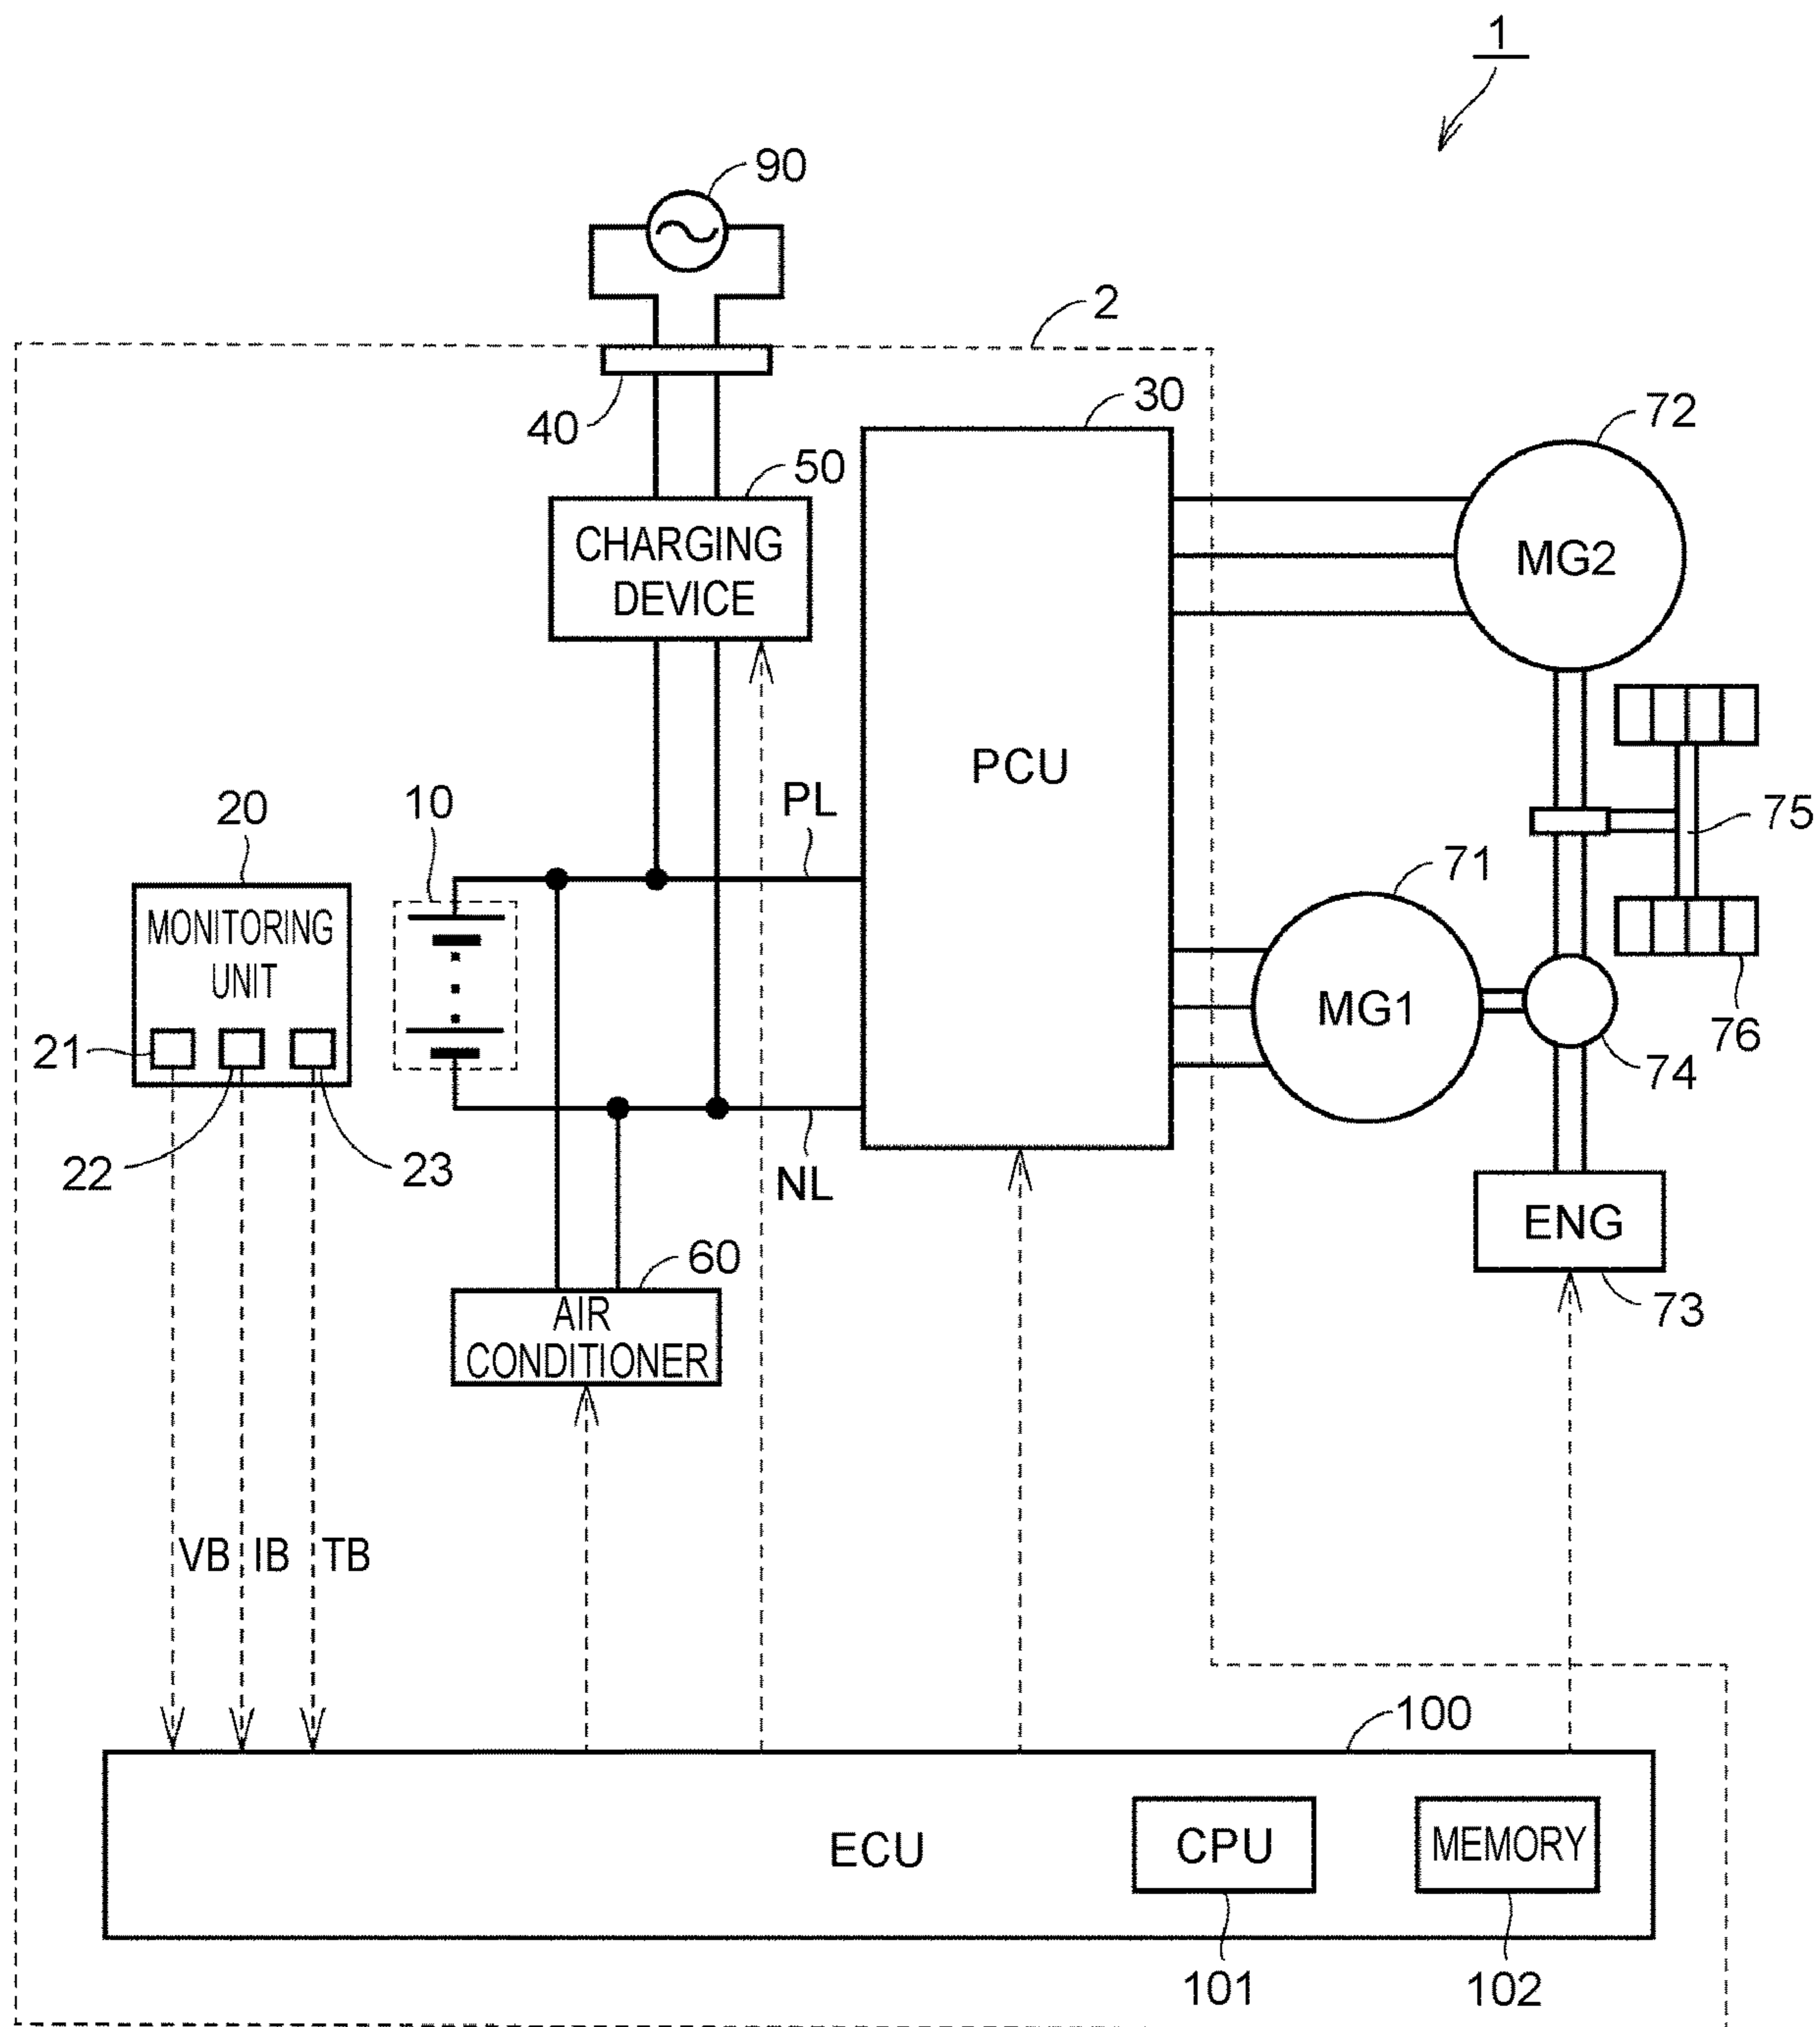 1
90
2
40
30
72
50
CHARGING
DEVICE
MG2
PCU
PL
75
10
20
71
MONITORING
UNIT
MG1
76
21
74
22
23
NL
ENG
60
73
AIR
CONDITIONER
VB
IB
TB
100
ECU
CPU
MEMORY
101
102